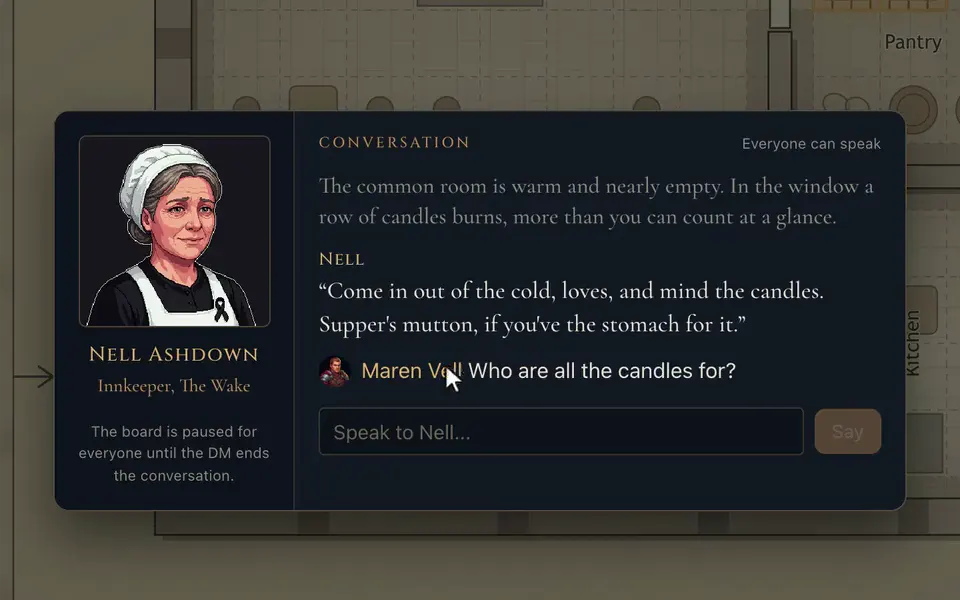 Pantry
CONVERSATION
Everyone can speak
The common room is warm and nearly empty. In the window a
row of candles burns, more than you can count at a glance.
NELL
“Come in out of the cold, loves, and mind the candles.
Supper's mutton, if you've the stomach for it.”
Maren Vell Who are all the candles for?
Speak to Nell...
Say
NELL ASHDOWN
Innkeeper, The Wake
The board is paused for
everyone until the DM ends
the conversation.
Kitchen